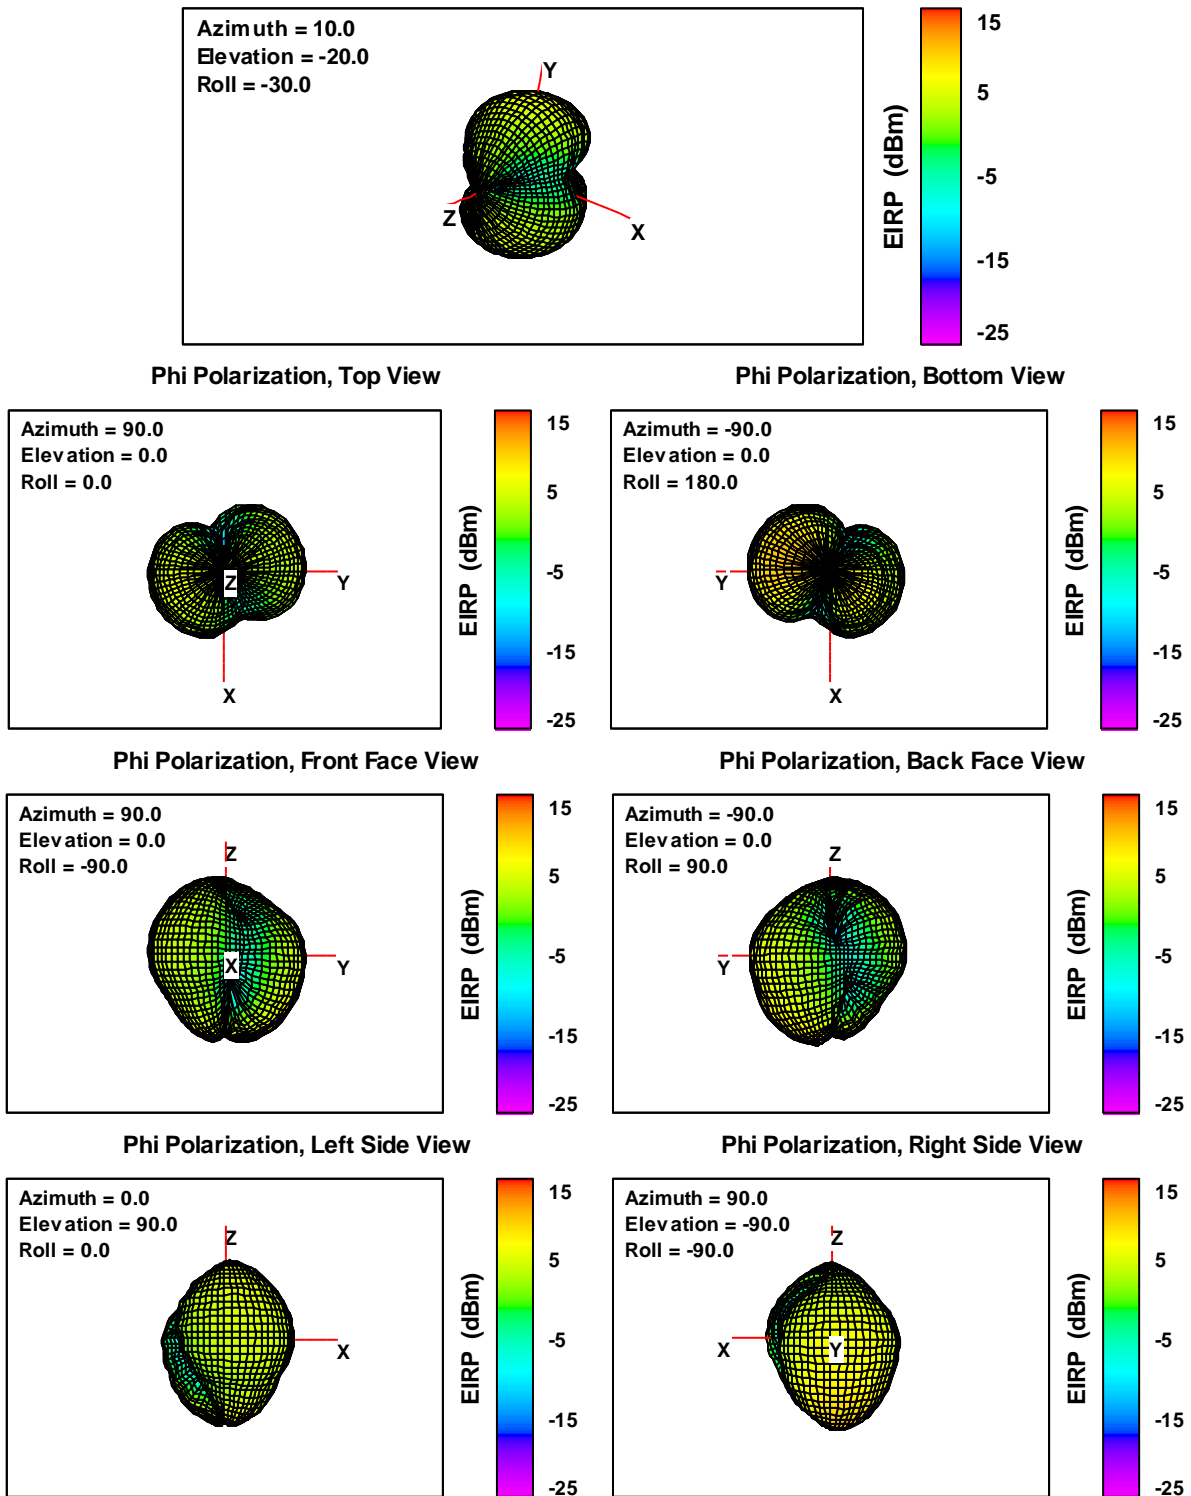 Azimuth = 10.0
Elevation = -20.0
Roll = -30.0
Y
Z
X
EIRP (dBm)
15
5
-5
-15
-25
Phi Polarization, Top View
Phi Polarization, Bottom View
Azimuth = 90.0
Elevation = 0.0
Roll = 0.0
Z
Y
X
EIRP (dBm)
15
5
-5
-15
-25
Azimuth = -90.0
Elevation = 0.0
Roll = 180.0
Y
X
EIRP (dBm)
15
5
-5
-15
-25
Phi Polarization, Front Face View
Phi Polarization, Back Face View
Azimuth = 90.0
Elevation = 0.0
Roll = -90.0
Z
X
Y
EIRP (dBm)
15
5
-5
-15
-25
Azimuth = -90.0
Elevation = 0.0
Roll = 90.0
Z
Y
EIRP (dBm)
15
5
-5
-15
-25
Phi Polarization, Left Side View
Phi Polarization, Right Side View
Azimuth = 0.0
Elevation = 90.0
Roll = 0.0
Z
X
EIRP (dBm)
15
5
-5
-15
-25
Azimuth = 90.0
Elevation = -90.0
Roll = -90.0
Z
X
Y
EIRP (dBm)
15
5
-5
-15
-25